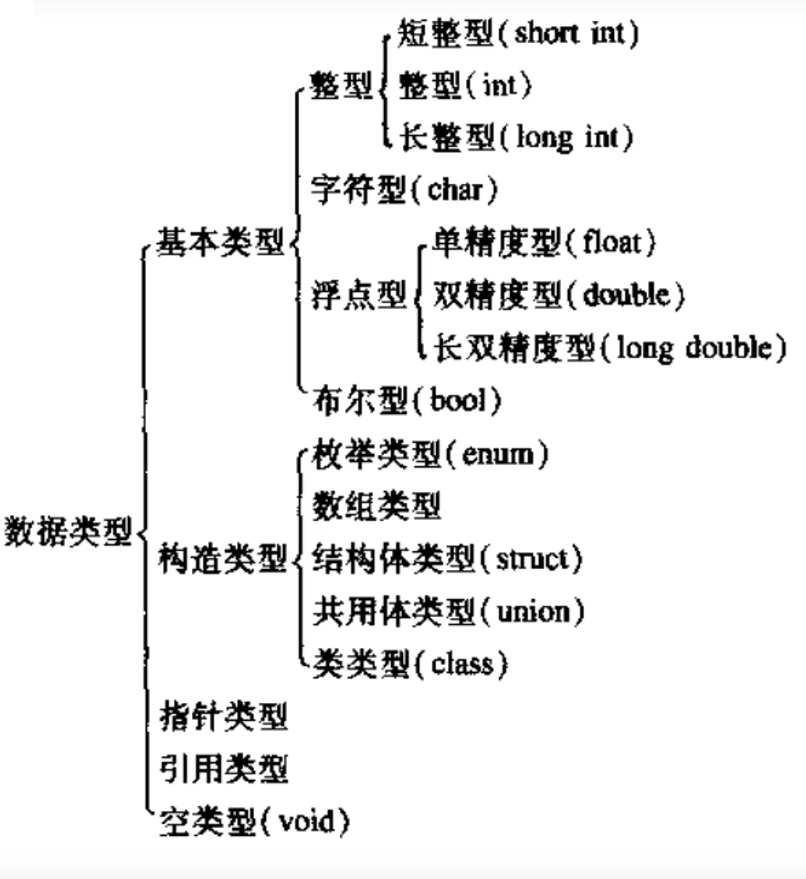 短整型(short int)
整型
整型(int)
长整型(long int)
字符型(char)
基本类型
单精度型(float)
浮点型
双精度型(double)
长双精度型(long double)
布尔型(bool)
枚举类型(enum)
数组类型
数据类型
构造类型
结构体类型(struct)
共用体类型(union)
类类型(class)
指针类型
引用类型
空类型(void)